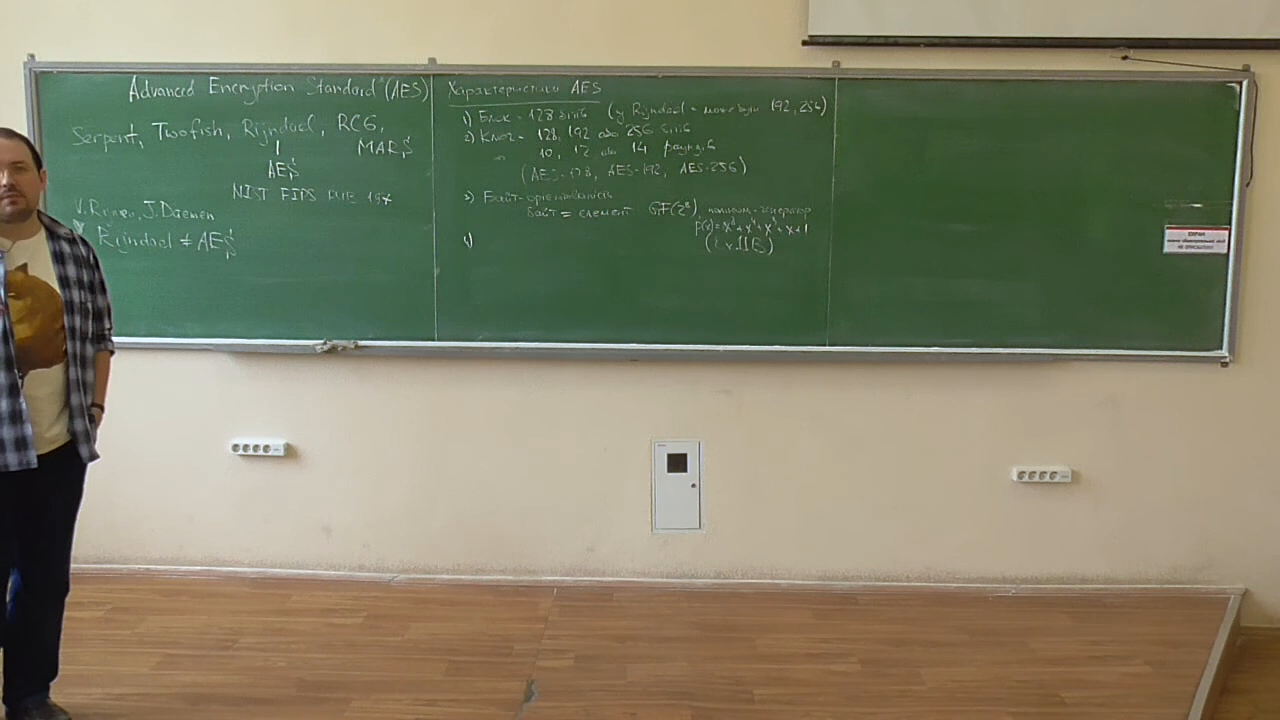 Advanced Encryption Standard (AES)
Serpent, Twofish, Rijndael, RC6,
MARS
AES
NIST FIPS PUB 197
V. Rijmen, J. Daemen
Rijndael ≠ AES
Характеристики AES
1) Блок = 128 біт (у Rijndael - може бути 192, 256)
2) Ключ = 128, 192 або 256 біт
10, 12 або 14 раундів
(AES-128, AES-192, AES-256)
3) Байт-орієнтованість
байт = елемент GF(2⁸), поліном-генератор
p(x) = x⁸ + x⁴ + x³ + x + 1
4)